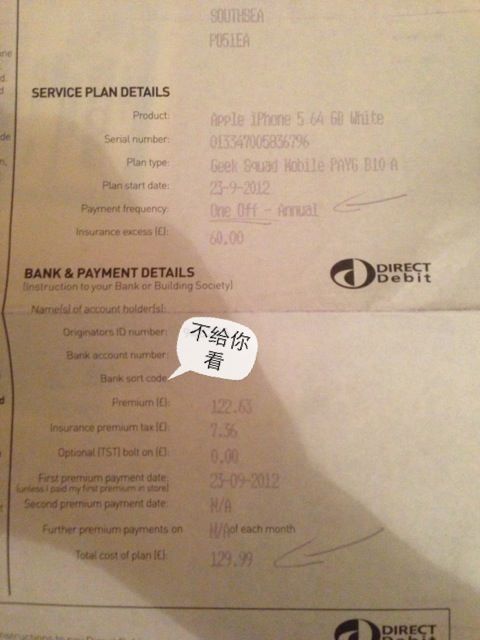 SOUTHSEA
PO51EA
SERVICE PLAN DETAILS
Product: Apple iPhone 5 64 GB White
Serial number: 013347005836796
Plan type: Geek Squad Mobile PAYG B10 A
Plan start date: 23-9-2012
Payment frequency: One Off - Annual
Insurance excess (£): 60.00
BANK & PAYMENT DETAILS
(Instruction to your Bank or Building Society)
DIRECT
Debit
Name(s) of account holder(s):
Originators ID number:
Bank account number:
Bank sort code
不给你
看
Premium (£): 122.63
Insurance premium tax (£): 7.36
Optional (TST) bolt on (£): 0.00
First premium payment date: 23-09-2012
(unless I paid my first premium in store)
Second premium payment date: N/A
Further premium payments on N/A of each month
Total cost of plan (£): 129.99
DIRECT
Debit